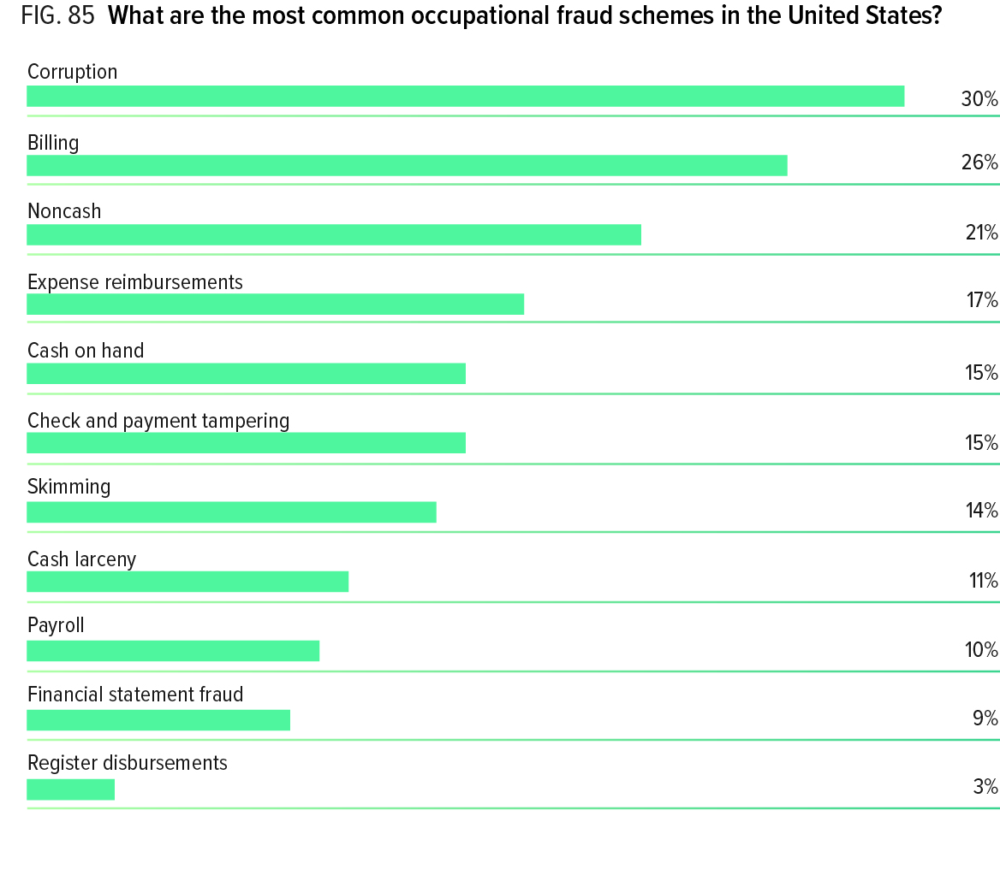 FIG. 85 What are the most common occupational fraud schemes in the United States?
Corruption
30%
Billing
26%
Noncash
21%
Expense reimbursements
17%
Cash on hand
15%
Check and payment tampering
15%
Skimming
14%
Cash larceny
11%
Payroll
10%
Financial statement fraud
9%
Register disbursements
3%